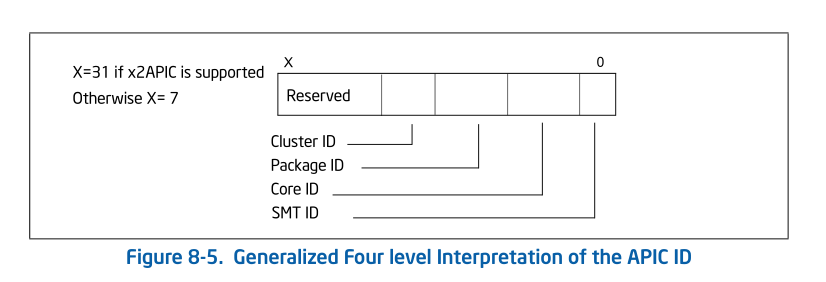 X=31 if x2APIC is supported
Otherwise X= 7
X
0
Reserved
Cluster ID
Package ID
Core ID
SMT ID
Figure 8-5. Generalized Four level Interpretation of the APIC ID